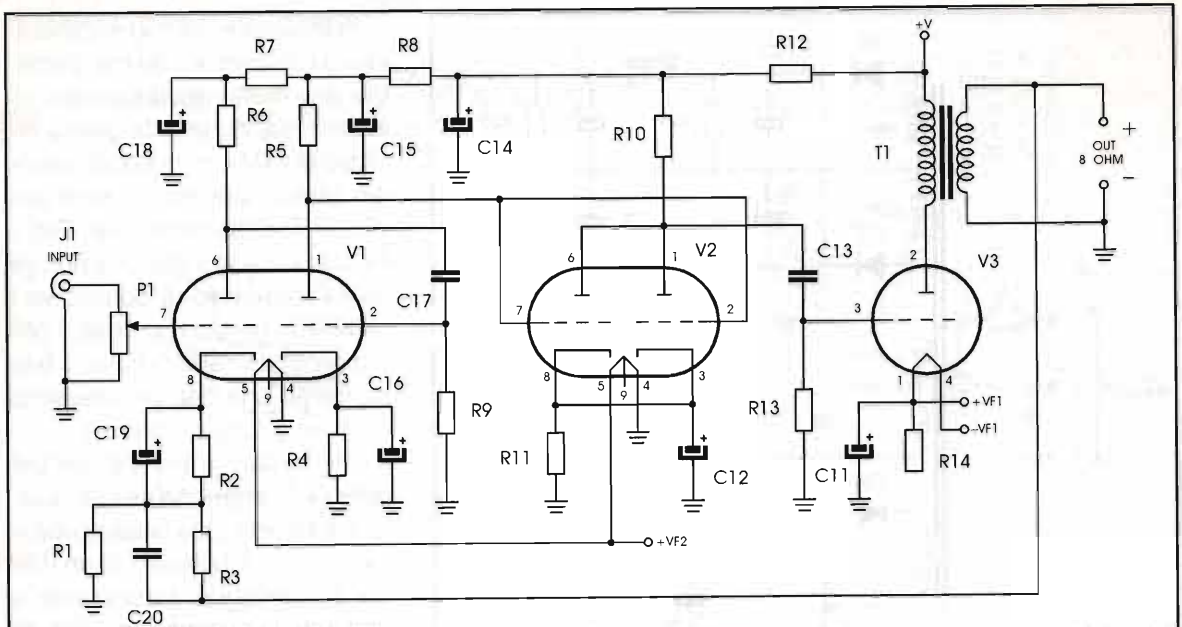 +V
R7
R8
R12
R6
R5
C18
C15
C14
R10
T1
+
OUT
8 OHM
−
J1
INPUT
P1
V1
V2
V3
6
1
C17
6
1
C13
2
7
2
7
2
3
8
5
9
4
3
C16
R9
8
5
9
4
3
R13
1
4
+VF1
−VF1
C19
+
R2
R4
R11
C12
C11
R14
R1
R3
C20
+VF2